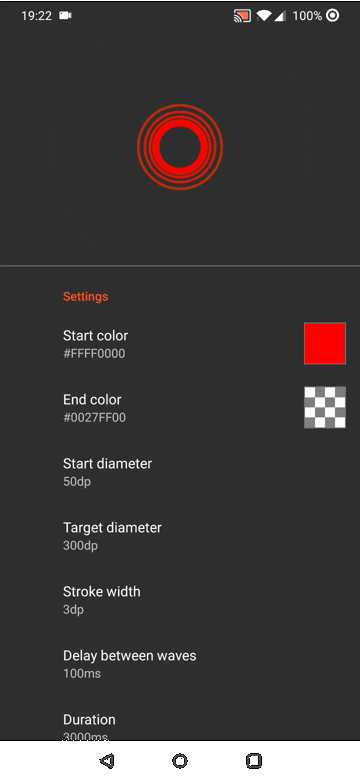 19:22
100%
Settings
Start color
#FFFF0000
End color
#0027FF00
Start diameter
50dp
Target diameter
300dp
Stroke width
3dp
Delay between waves
100ms
Duration
3000ms